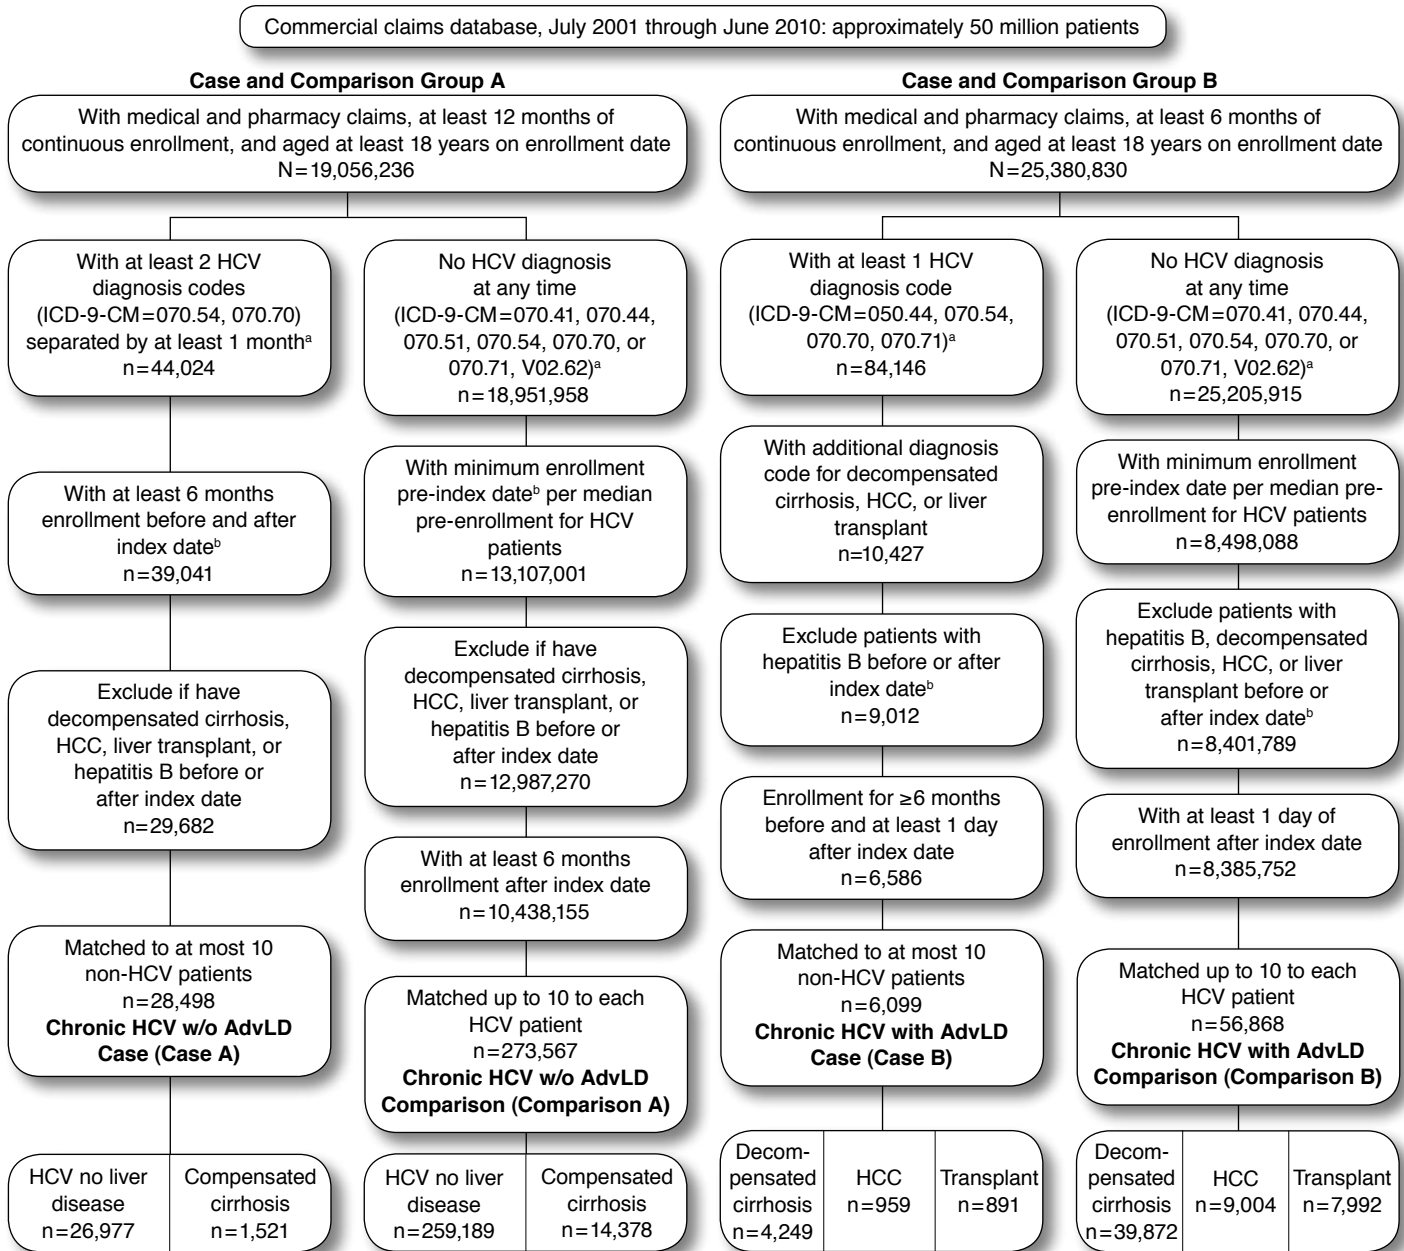 Commercial claims database, July 2001 through June 2010: approximately 50 million patients
Case and Comparison Group A
With medical and pharmacy claims, at least 12 months of
continuous enrollment, and aged at least 18 years on enrollment date
N=19,056,236
With at least 2 HCV
diagnosis codes
(ICD-9-CM=070.54, 070.70)
separated by at least 1 monthᵃ
n=44,024
With at least 6 months
enrollment before and after
index dateᵇ
n=39,041
Exclude if have
decompensated cirrhosis,
HCC, liver transplant, or
hepatitis B before or
after index date
n=29,682
Matched to at most 10
non-HCV patients
n=28,498
Chronic HCV w/o AdvLD
Case (Case A)
HCV no liver
disease
n=26,977
Compensated
cirrhosis
n=1,521
No HCV diagnosis
at any time
(ICD-9-CM=070.41, 070.44,
070.51, 070.54, 070.70, or
070.71, V02.62)ᵃ
n=18,951,958
With minimum enrollment
pre-index dateᵇ per median
pre-enrollment for HCV
patients
n=13,107,001
Exclude if have
decompensated cirrhosis,
HCC, liver transplant, or
hepatitis B before or
after index date
n=12,987,270
With at least 6 months
enrollment after index date
n=10,438,155
Matched up to 10 to each
HCV patient
n=273,567
Chronic HCV w/o AdvLD
Comparison (Comparison A)
HCV no liver
disease
n=259,189
Compensated
cirrhosis
n=14,378
Case and Comparison Group B
With medical and pharmacy claims, at least 6 months of
continuous enrollment, and aged at least 18 years on enrollment date
N=25,380,830
With at least 1 HCV
diagnosis code
(ICD-9-CM=050.44, 070.54,
070.70, 070.71)ᵃ
n=84,146
With additional diagnosis
code for decompensated
cirrhosis, HCC, or liver
transplant
n=10,427
Exclude patients with
hepatitis B before or after
index dateᵇ
n=9,012
Enrollment for ≥6 months
before and at least 1 day
after index date
n=6,586
Matched to at most 10
non-HCV patients
n=6,099
Chronic HCV with AdvLD
Case (Case B)
Decom-
pensated
cirrhosis
n=4,249
HCC
n=959
Transplant
n=891
No HCV diagnosis
at any time
(ICD-9-CM=070.41, 070.44,
070.51, 070.54, 070.70, or
070.71, V02.62)ᵃ
n=25,205,915
With minimum enrollment
pre-index date per median pre-
enrollment for HCV patients
n=8,498,088
Exclude patients with
hepatitis B, decompensated
cirrhosis, HCC, or liver
transplant before or
after index dateᵇ
n=8,401,789
With at least 1 day of
enrollment after index date
n=8,385,752
Matched up to 10 to each
HCV patient
n=56,868
Chronic HCV with AdvLD
Comparison (Comparison B)
Decom-
pensated
cirrhosis
n=39,872
HCC
n=9,004
Transplant
n=7,992